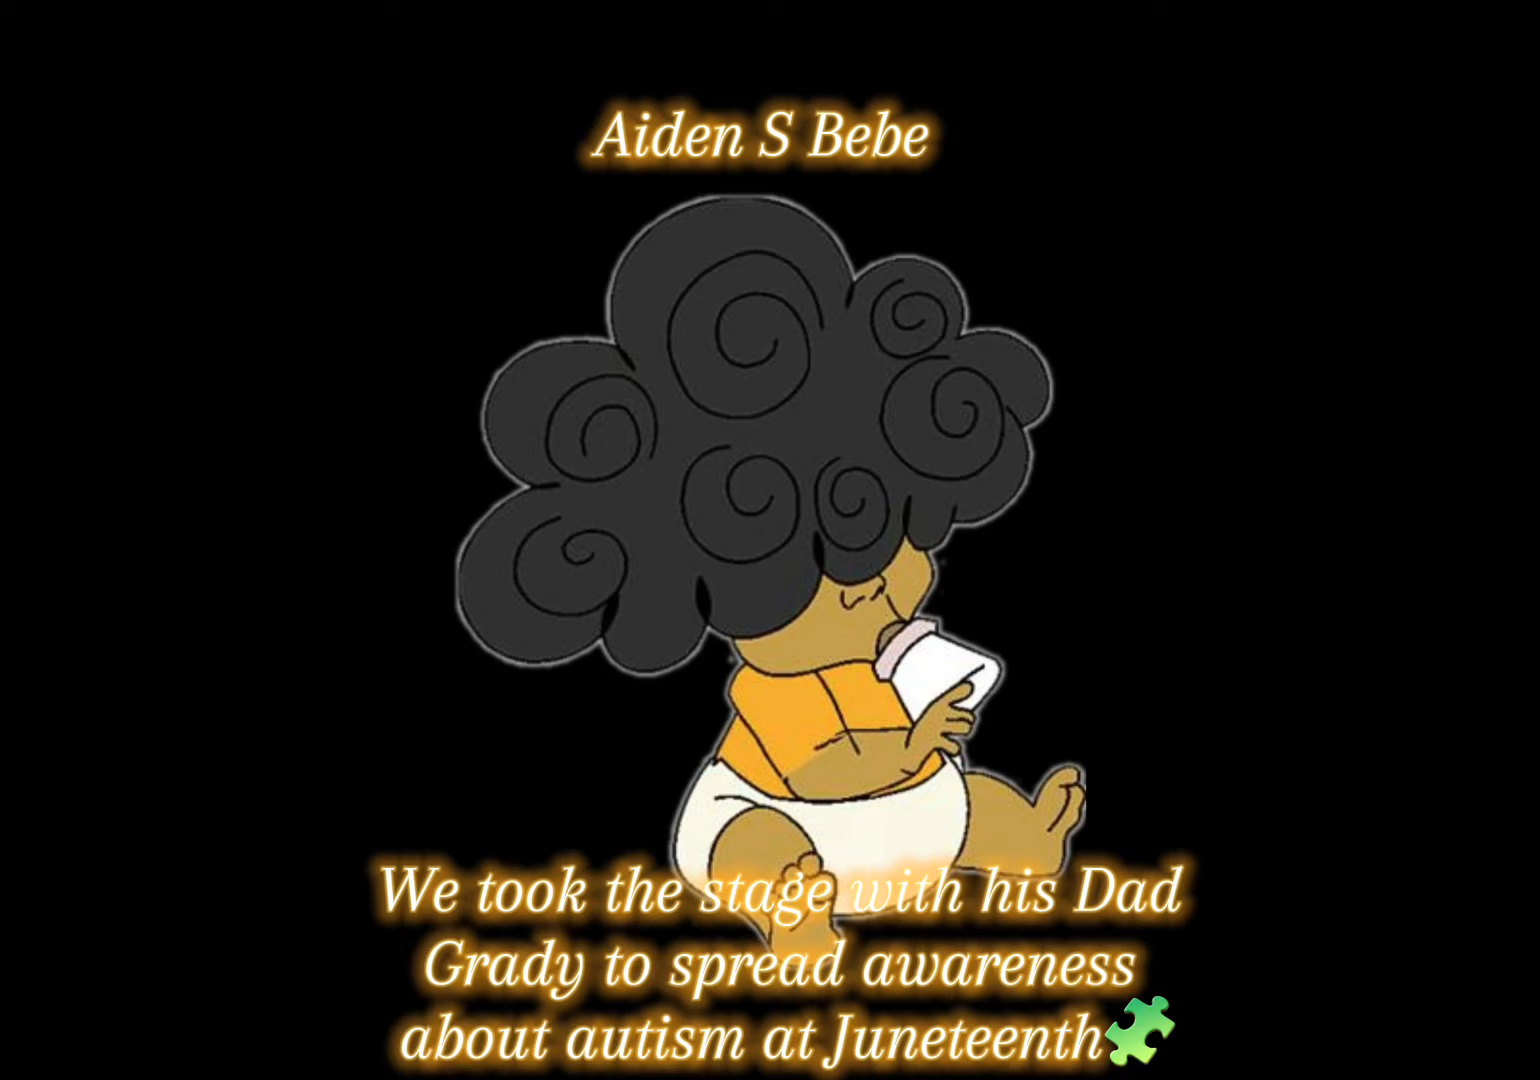 Aiden S Bebe
We took the stage with his Dad
Grady to spread awareness
about autism at Juneteenth🧩